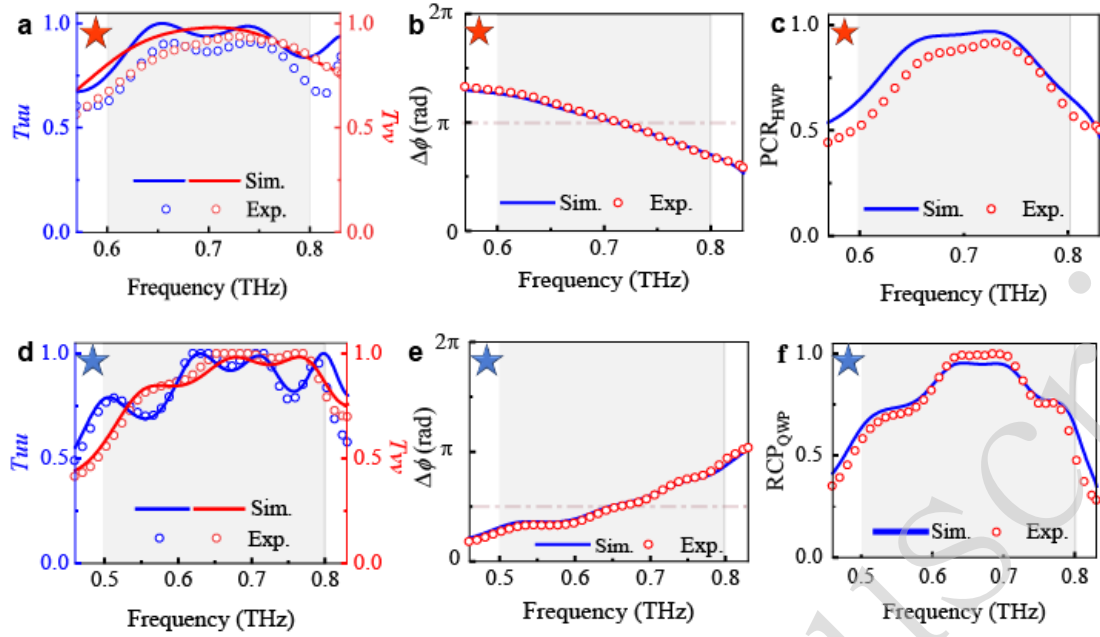 a
1.0
0.5
0.0
Tuu
1.0
0.5
0.0
Tvv
Sim.
Exp.
0.6 0.7 0.8
Frequency (THz)
b
2π
π
0
Δϕ (rad)
Sim. Exp.
0.6 0.7 0.8
Frequency (THz)
c
1.0
0.5
0.0
PCR_HWP
Sim. Exp.
0.6 0.7 0.8
Frequency (THz)
d
1.0
0.5
0.0
Tuu
1.0
0.5
0.0
Tvv
Sim.
Exp.
0.5 0.6 0.7 0.8
Frequency (THz)
e
2π
π
0
Δϕ (rad)
Sim. Exp.
0.5 0.6 0.7 0.8
Frequency (THz)
f
1.0
0.5
0.0
RCP_QWP
Sim. Exp.
0.5 0.6 0.7 0.8
Frequency (THz)